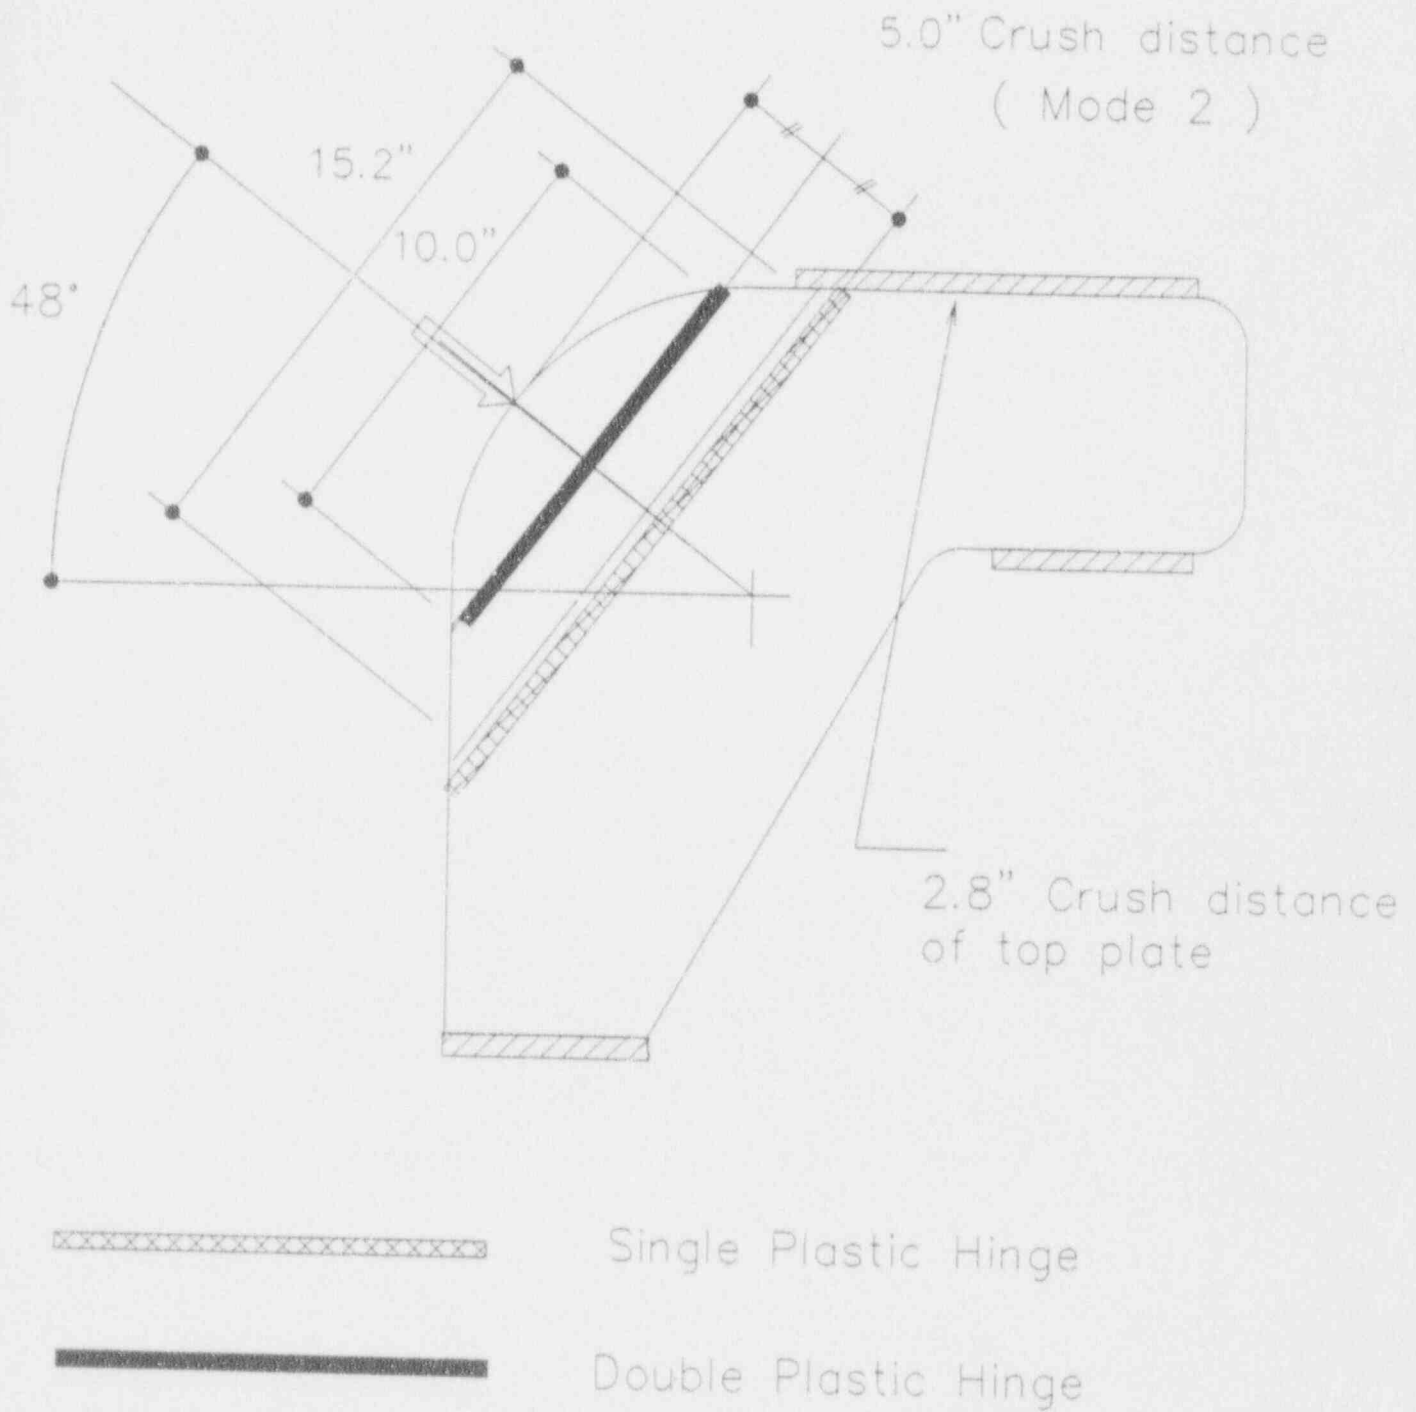 5.0" Crush distance
( Mode 2 )
15.2"
10.0"
48°
2.8" Crush distance
of top plate
Single Plastic Hinge
Double Plastic Hinge